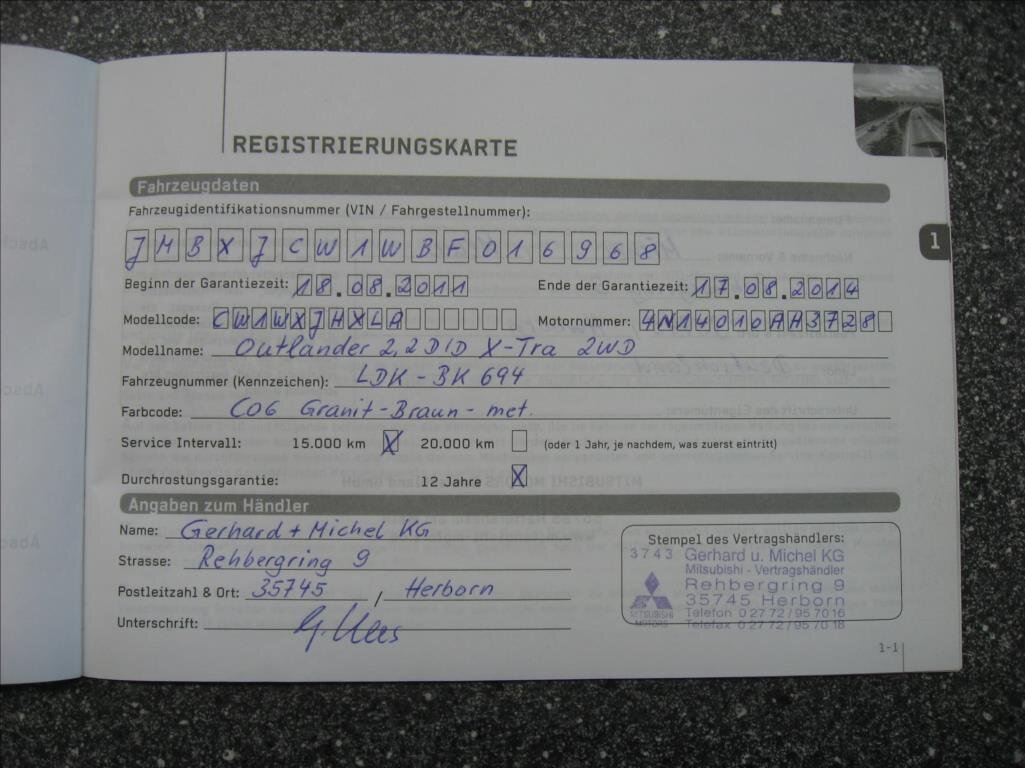 REGISTRIERUNGSKARTE
Fahrzeugdaten
Fahrzeugidentifikationsnummer (VIN / Fahrgestellnummer):
JMBXJCW1WBF016968
1
Beginn der Garantiezeit: 18.08.2011 Ende der Garantiezeit: 17.08.2014
Modellcode: CW1WXJHXLA Motornummer: 4N14010AH3728
Modellname: Outlander 2,2 DID X-Tra 2WD
Fahrzeugnummer (Kennzeichen): LDK-BK 694
Farbcode: C06 Granit-Braun-met.
Service Intervall: 15.000 km X 20.000 km (oder 1 Jahr, je nachdem, was zuerst eintritt)
Durchrostungsgarantie: 12 Jahre X
Angaben zum Händler
Name: Gerhard + Michel KG
Strasse: Rehbergring 9
Postleitzahl & Ort: 35745 / Herborn
Unterschrift:
Stempel des Vertragshändlers:
3743 Gerhard u. Michel KG
Mitsubishi - Vertragshändler
Rehbergring 9
35745 Herborn
Telefon 0 27 72 / 95 70 16
Telefax 0 27 72 / 95 70 18
MITSUBISHI
MOTORS
1-1